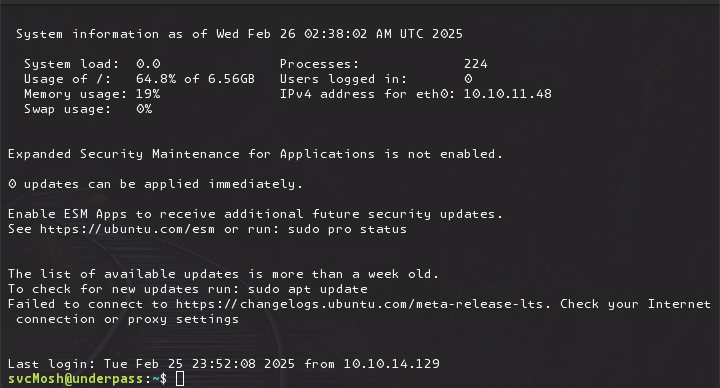 System information as of Wed Feb 26 02:38:02 AM UTC 2025
System load:  0.0                Processes:             224
Usage of /:   64.8% of 6.56GB   Users logged in:       0
Memory usage: 19%               IPv4 address for eth0: 10.10.11.48
Swap usage:   0%
Expanded Security Maintenance for Applications is not enabled.
0 updates can be applied immediately.
Enable ESM Apps to receive additional future security updates.
See https://ubuntu.com/esm or run: sudo pro status
The list of available updates is more than a week old.
To check for new updates run: sudo apt update
Failed to connect to https://changelogs.ubuntu.com/meta-release-lts. Check your Internet
connection or proxy settings
Last login: Tue Feb 25 23:52:08 2025 from 10.10.14.129
svcMosh@underpass:~$